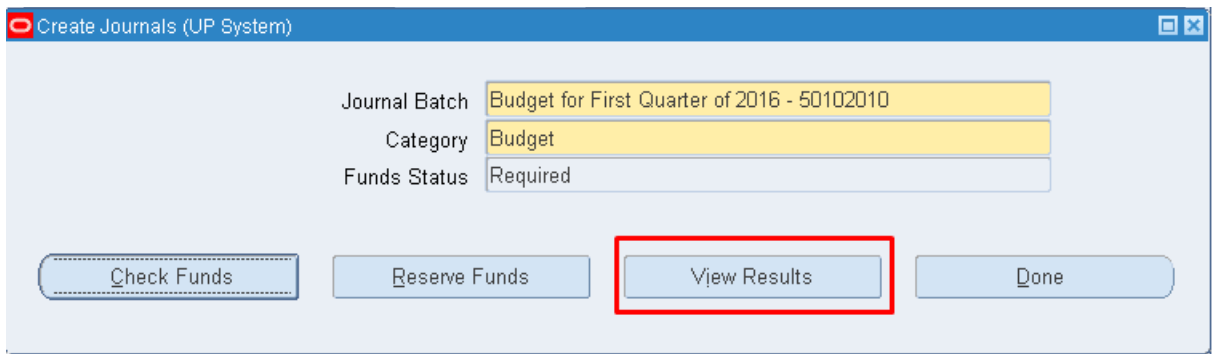 Create Journals (UP System)
Journal Batch Budget for First Quarter of 2016 - 50102010
Category Budget
Funds Status Required
Check Funds Reserve Funds View Results Done